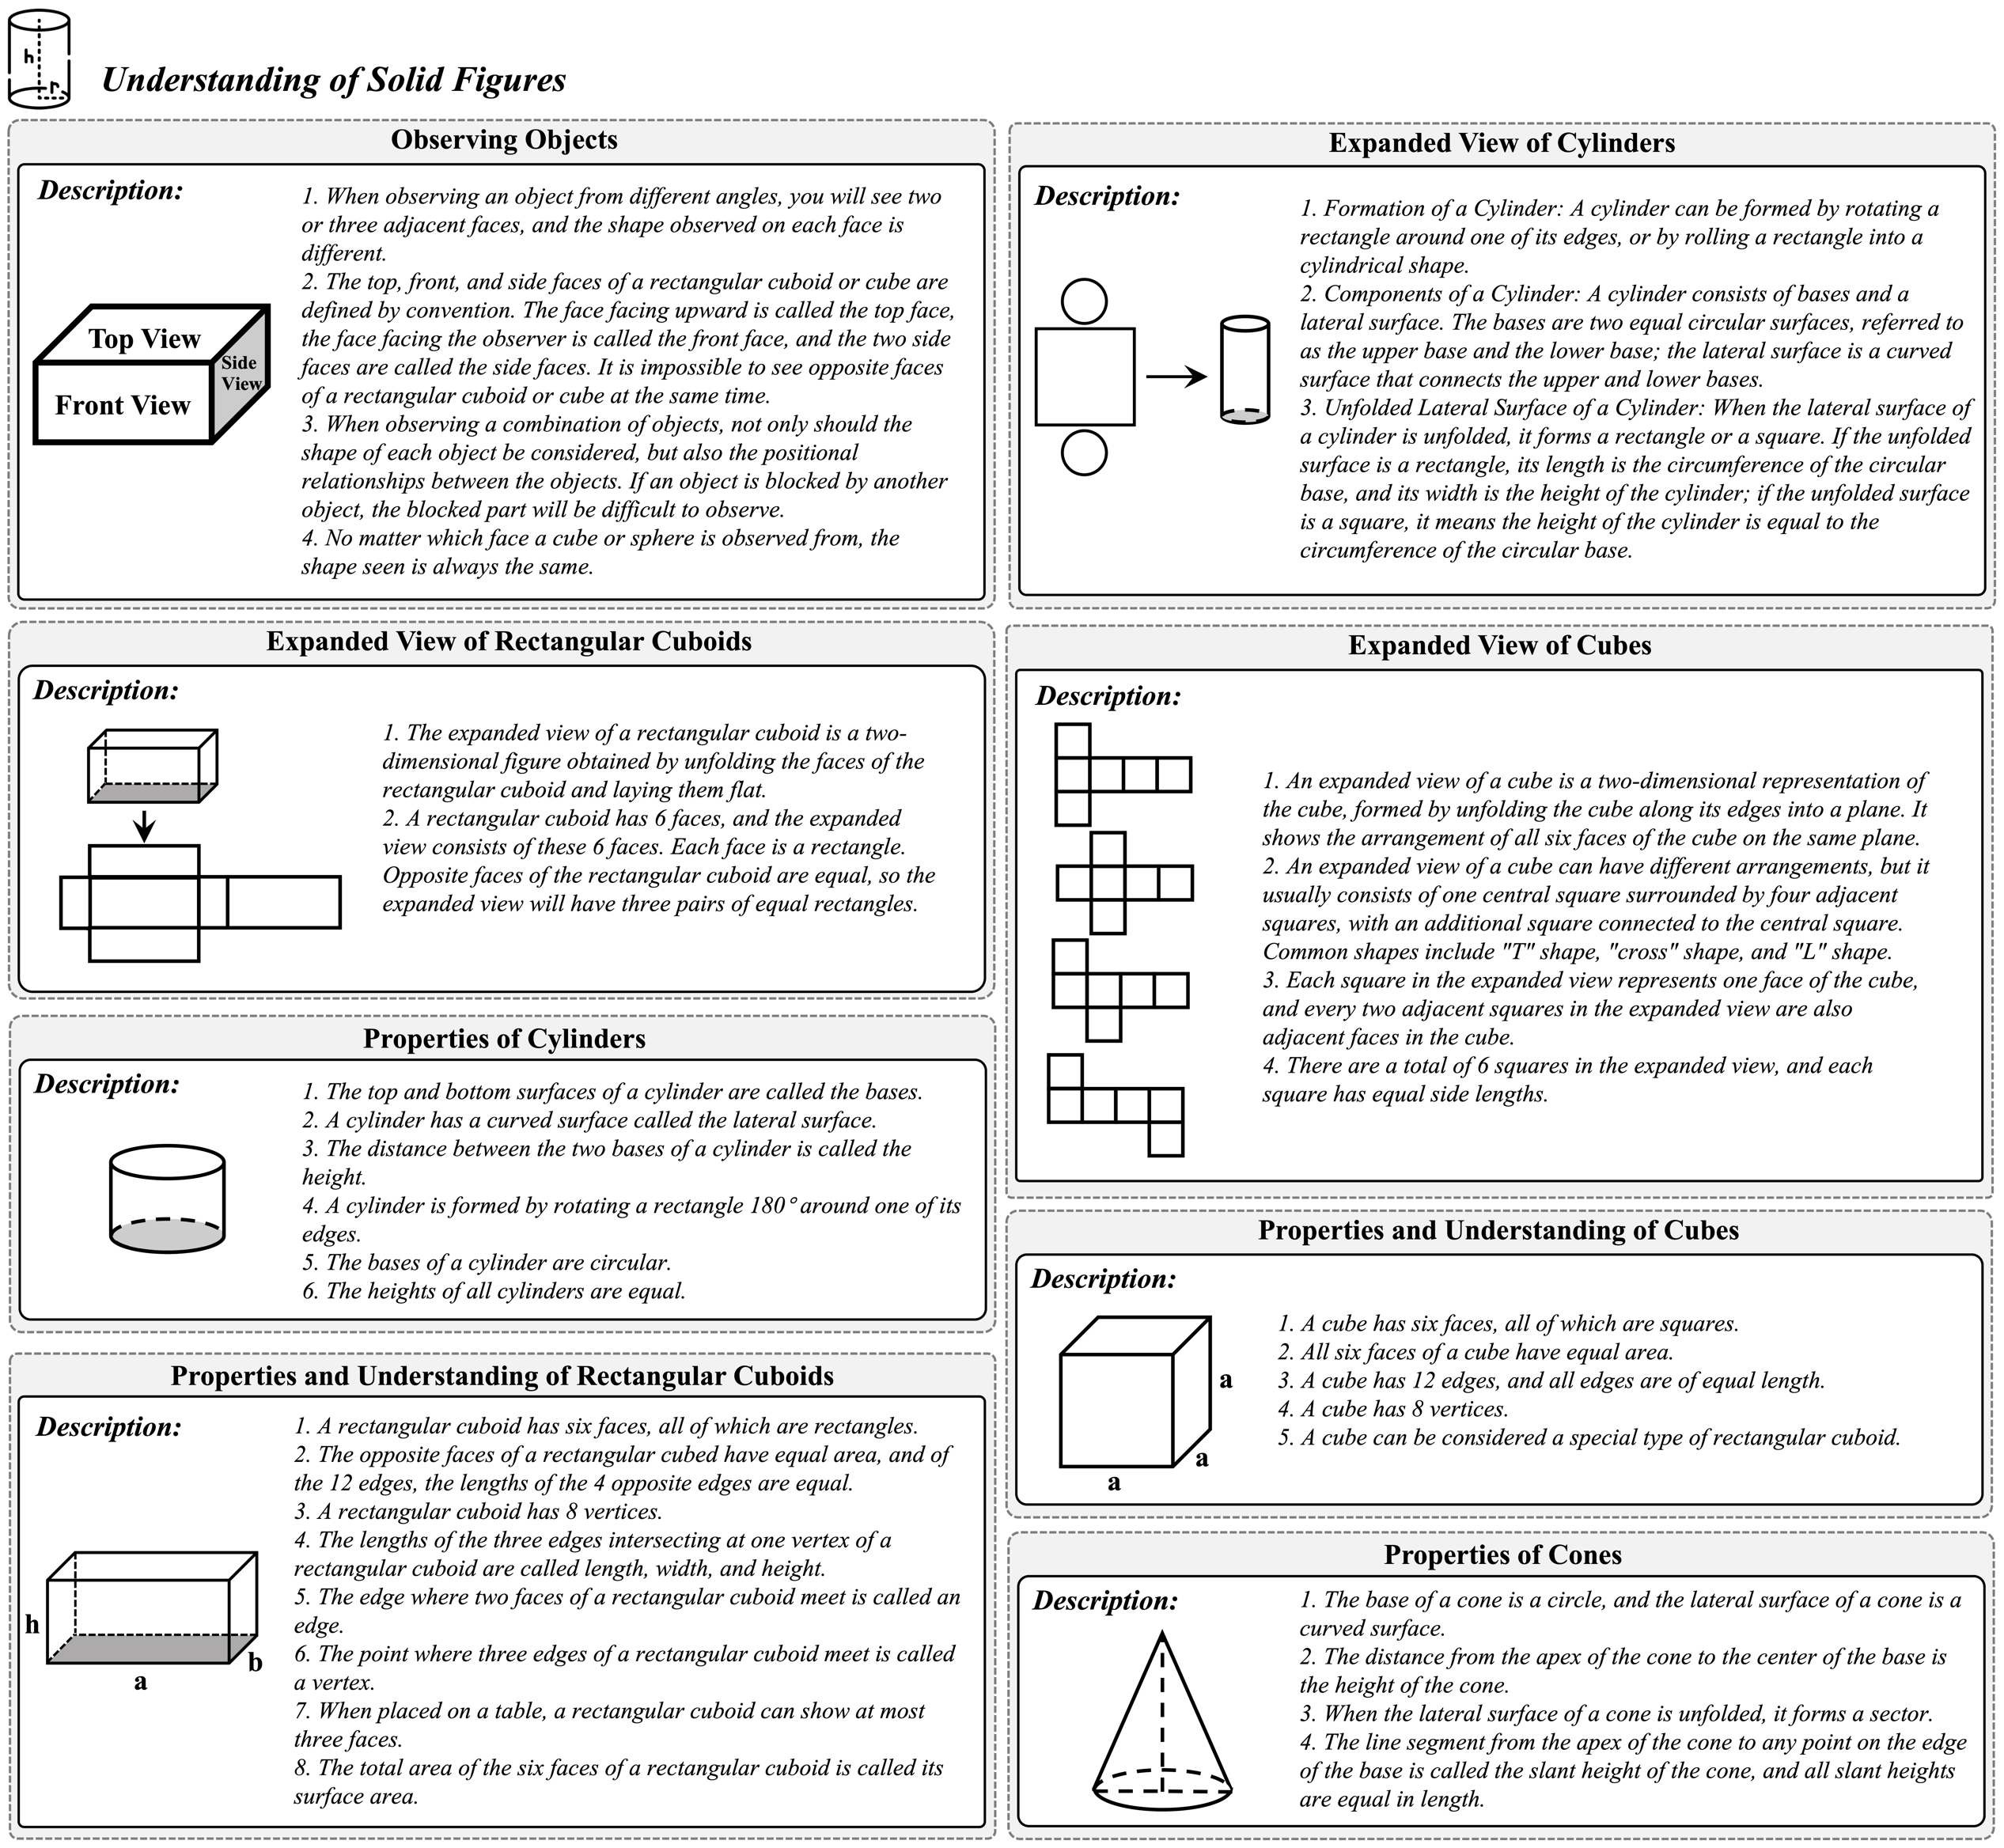 h
r
Understanding of Solid Figures
Observing Objects
Description:
Top View
Side
View
Front View
1. When observing an object from different angles, you will see two
or three adjacent faces, and the shape observed on each face is
different.
2. The top, front, and side faces of a rectangular cuboid or cube are
defined by convention. The face facing upward is called the top face,
the face facing the observer is called the front face, and the two side
faces are called the side faces. It is impossible to see opposite faces
of a rectangular cuboid or cube at the same time.
3. When observing a combination of objects, not only should the
shape of each object be considered, but also the positional
relationships between the objects. If an object is blocked by another
object, the blocked part will be difficult to observe.
4. No matter which face a cube or sphere is observed from, the
shape seen is always the same.
Expanded View of Rectangular Cuboids
Description:
1. The expanded view of a rectangular cuboid is a two-
dimensional figure obtained by unfolding the faces of the
rectangular cuboid and laying them flat.
2. A rectangular cuboid has 6 faces, and the expanded
view consists of these 6 faces. Each face is a rectangle.
Opposite faces of the rectangular cuboid are equal, so the
expanded view will have three pairs of equal rectangles.
Properties of Cylinders
Description:
1. The top and bottom surfaces of a cylinder are called the bases.
2. A cylinder has a curved surface called the lateral surface.
3. The distance between the two bases of a cylinder is called the
height.
4. A cylinder is formed by rotating a rectangle 180° around one of its
edges.
5. The bases of a cylinder are circular.
6. The heights of all cylinders are equal.
Properties and Understanding of Rectangular Cuboids
Description:
h
a
b
1. A rectangular cuboid has six faces, all of which are rectangles.
2. The opposite faces of a rectangular cubed have equal area, and of
the 12 edges, the lengths of the 4 opposite edges are equal.
3. A rectangular cuboid has 8 vertices.
4. The lengths of the three edges intersecting at one vertex of a
rectangular cuboid are called length, width, and height.
5. The edge where two faces of a rectangular cuboid meet is called an
edge.
6. The point where three edges of a rectangular cuboid meet is called
a vertex.
7. When placed on a table, a rectangular cuboid can show at most
three faces.
8. The total area of the six faces of a rectangular cuboid is called its
surface area.
Expanded View of Cylinders
Description:
1. Formation of a Cylinder: A cylinder can be formed by rotating a
rectangle around one of its edges, or by rolling a rectangle into a
cylindrical shape.
2. Components of a Cylinder: A cylinder consists of bases and a
lateral surface. The bases are two equal circular surfaces, referred to
as the upper base and the lower base; the lateral surface is a curved
surface that connects the upper and lower bases.
3. Unfolded Lateral Surface of a Cylinder: When the lateral surface of
a cylinder is unfolded, it forms a rectangle or a square. If the unfolded
surface is a rectangle, its length is the circumference of the circular
base, and its width is the height of the cylinder; if the unfolded surface
is a square, it means the height of the cylinder is equal to the
circumference of the circular base.
Expanded View of Cubes
Description:
1. An expanded view of a cube is a two-dimensional representation of
the cube, formed by unfolding the cube along its edges into a plane. It
shows the arrangement of all six faces of the cube on the same plane.
2. An expanded view of a cube can have different arrangements, but it
usually consists of one central square surrounded by four adjacent
squares, with an additional square connected to the central square.
Common shapes include "T" shape, "cross" shape, and "L" shape.
3. Each square in the expanded view represents one face of the cube,
and every two adjacent squares in the expanded view are also
adjacent faces in the cube.
4. There are a total of 6 squares in the expanded view, and each
square has equal side lengths.
Properties and Understanding of Cubes
Description:
a
a
a
1. A cube has six faces, all of which are squares.
2. All six faces of a cube have equal area.
3. A cube has 12 edges, and all edges are of equal length.
4. A cube has 8 vertices.
5. A cube can be considered a special type of rectangular cuboid.
Properties of Cones
Description:
1. The base of a cone is a circle, and the lateral surface of a cone is a
curved surface.
2. The distance from the apex of the cone to the center of the base is
the height of the cone.
3. When the lateral surface of a cone is unfolded, it forms a sector.
4. The line segment from the apex of the cone to any point on the edge
of the base is called the slant height of the cone, and all slant heights
are equal in length.